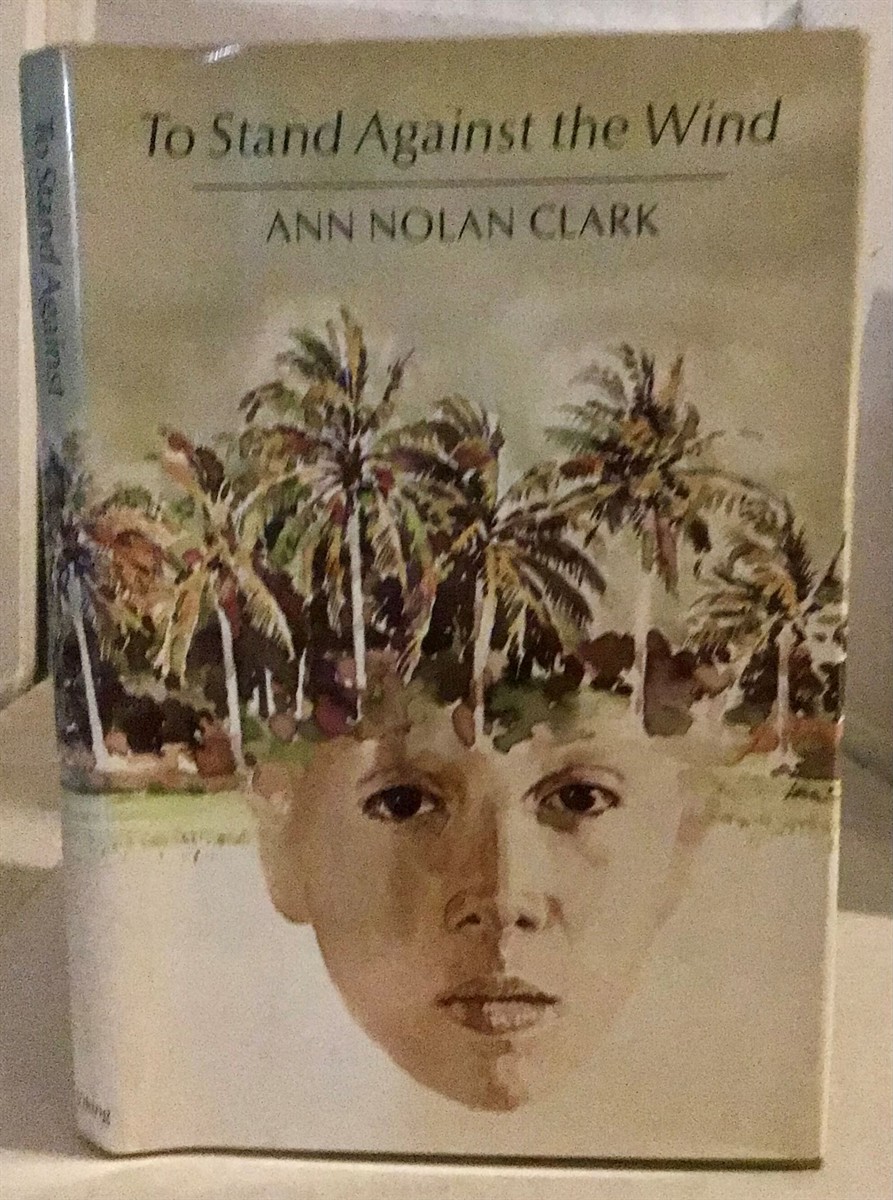 To Stand Against the Wind
ANN NOLAN CLARK
To Stand Against